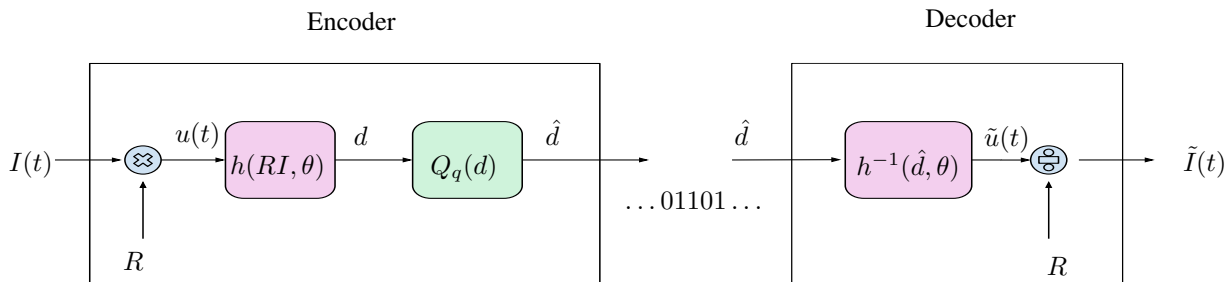 Encoder
Decoder
I(t)
u(t)
h(RI, θ)
d
Q_q(d)
d̂
R
...01101...
d̂
h^{-1}(d̂, θ)
ũ(t)
R
Ĩ(t)